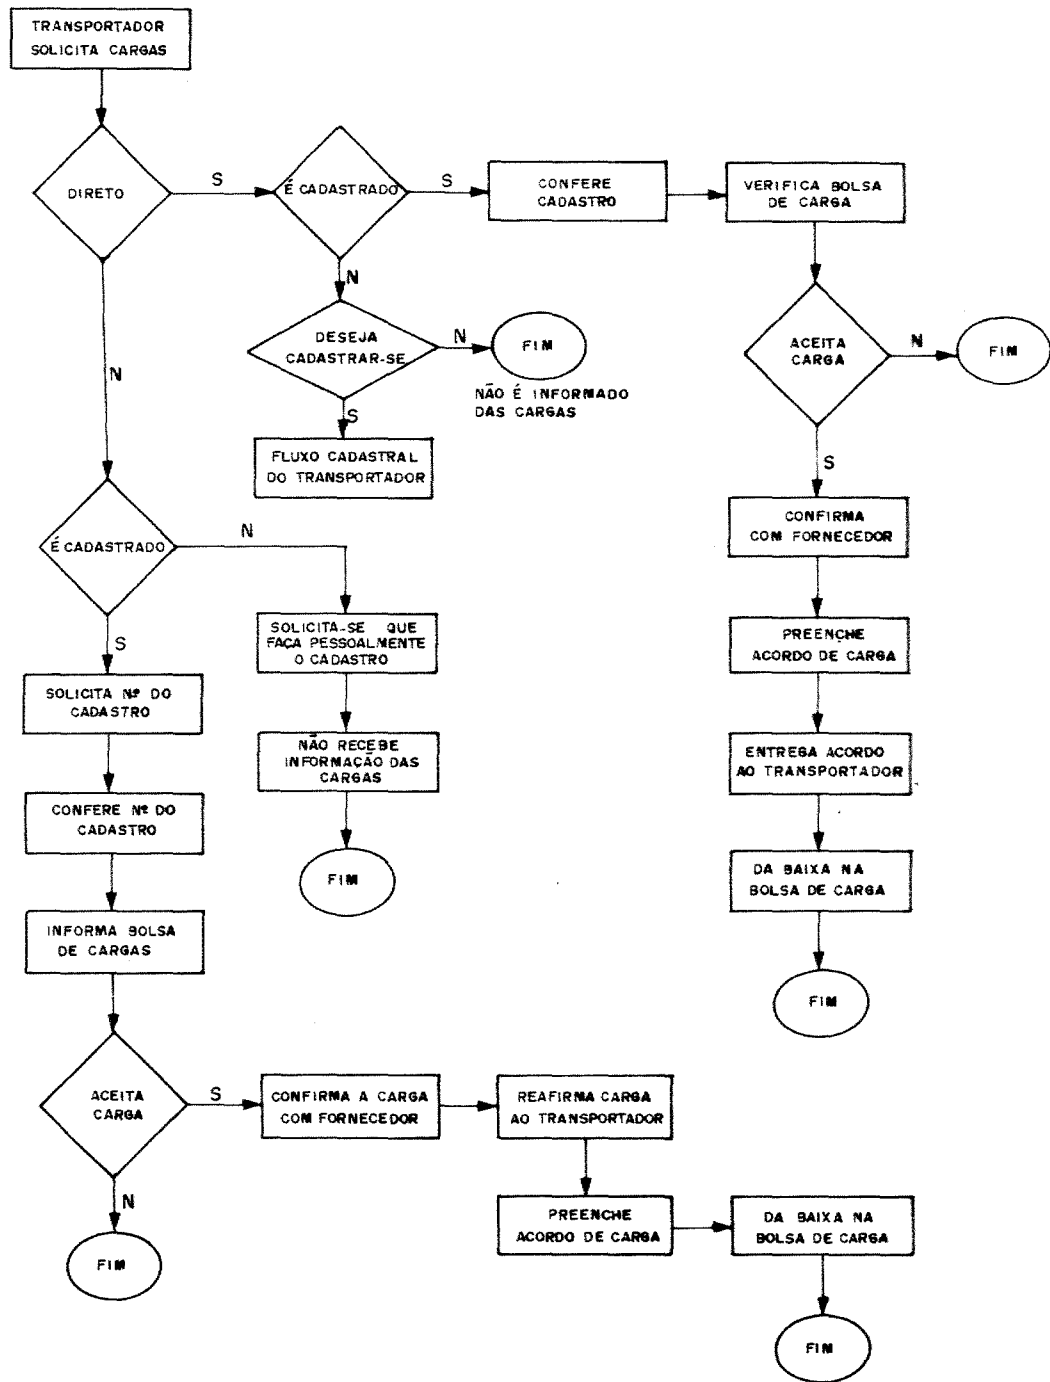 TRANSPORTADOR
SOLICITA CARGAS
DIRETO
S
É CADASTRADO
S
CONFERE
CADASTRO
VERIFICA BOLSA
DE CARGA
N
DESEJA
CADASTRAR-SE
N
FIM
NÃO É INFORMADO
DAS CARGAS
S
FLUXO CADASTRAL
DO TRANSPORTADOR
ACEITA
CARGA
N
FIM
S
CONFIRMA
COM FORNECEDOR
PREENCHE
ACORDO DE CARGA
ENTREGA ACORDO
AO TRANSPORTADOR
DA BAIXA NA
BOLSA DE CARGA
FIM
N
É CADASTRADO
N
SOLICITA-SE QUE
FAÇA PESSOALMENTE
O CADASTRO
NÃO RECEBE
INFORMAÇÃO DAS
CARGAS
FIM
S
SOLICITA Nº DO
CADASTRO
CONFERE Nº DO
CADASTRO
INFORMA BOLSA
DE CARGAS
ACEITA
CARGA
S
CONFIRMA A CARGA
COM FORNECEDOR
REAFIRMA CARGA
AO TRANSPORTADOR
PREENCHE
ACORDO DE CARGA
DA BAIXA NA
BOLSA DE CARGA
FIM
N
FIM